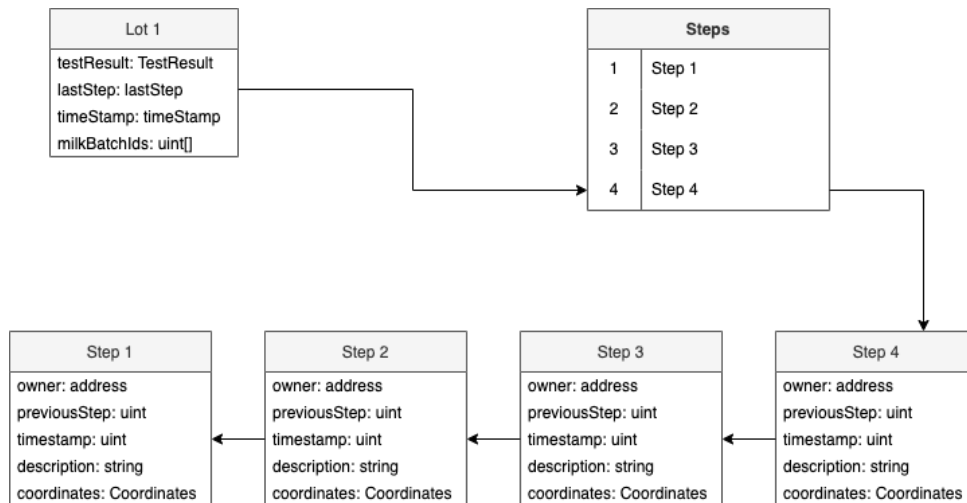 Lot 1
testResult: TestResult
lastStep: lastStep
timeStamp: timeStamp
milkBatchIds: uint[]
Steps
1 Step 1
2 Step 2
3 Step 3
4 Step 4
Step 1
owner: address
previousStep: uint
timestamp: uint
description: string
coordinates: Coordinates
Step 2
owner: address
previousStep: uint
timestamp: uint
description: string
coordinates: Coordinates
Step 3
owner: address
previousStep: uint
timestamp: uint
description: string
coordinates: Coordinates
Step 4
owner: address
previousStep: uint
timestamp: uint
description: string
coordinates: Coordinates